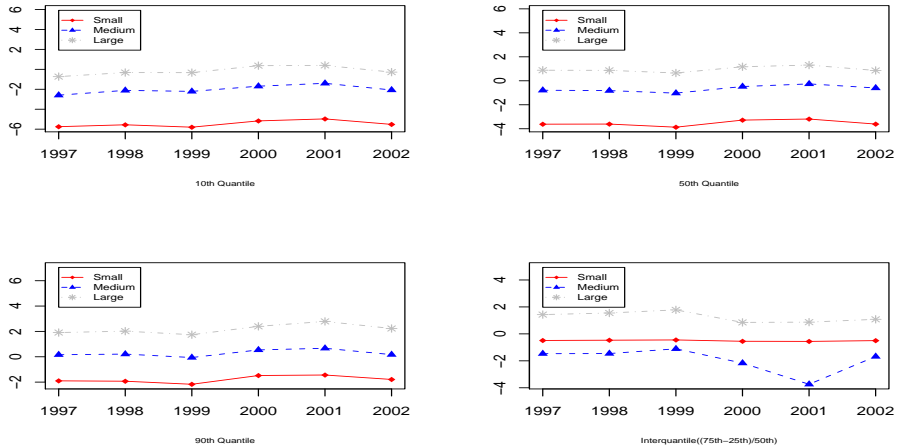 6
4
2
-2
-6
Small
Medium
Large
1997 1998 1999 2000 2001 2002
10th Quantile
6
4
2
0
-2
-4
Small
Medium
Large
1997 1998 1999 2000 2001 2002
50th Quantile
6
4
2
0
-2
Small
Medium
Large
1997 1998 1999 2000 2001 2002
90th Quantile
4
2
0
-2
-4
Small
Medium
Large
1997 1998 1999 2000 2001 2002
Interquantile((75th-25th)/50th)